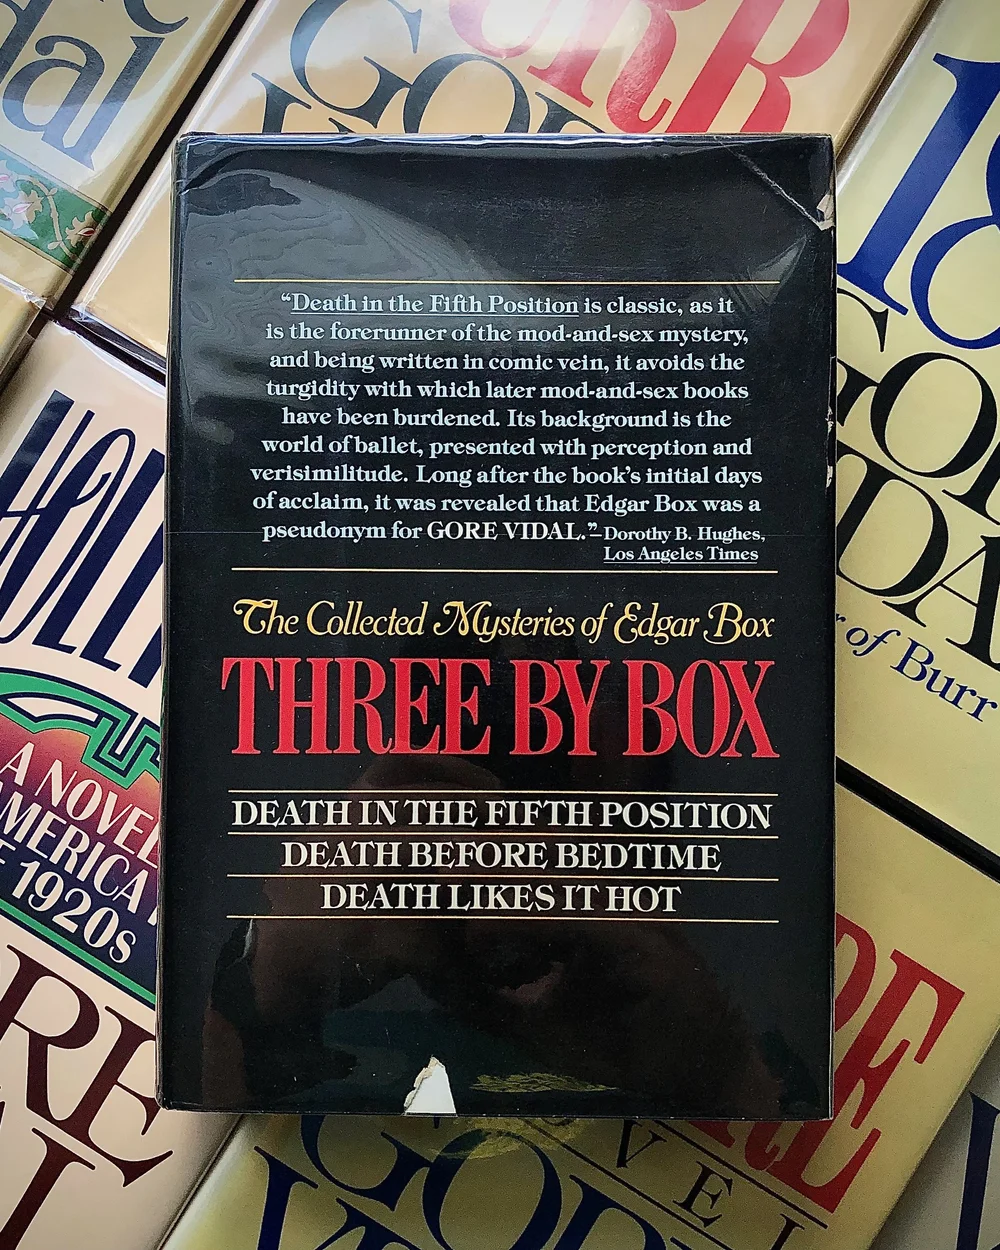 “Death in the Fifth Position is classic, as it
is the forerunner of the mod-and-sex mystery,
and being written in comic vein, it avoids the
turgidity with which later mod-and-sex books
have been burdened. Its background is the
world of ballet, presented with perception and
verisimilitude. Long after the book’s initial days
of acclaim, it was revealed that Edgar Box was a
pseudonym for GORE VIDAL.”–Dorothy B. Hughes,
Los Angeles Times
The Collected Mysteries of Edgar Box
THREE BY BOX
DEATH IN THE FIFTH POSITION
DEATH BEFORE BEDTIME
DEATH LIKES IT HOT
of Burr
A NOVEL
1920s